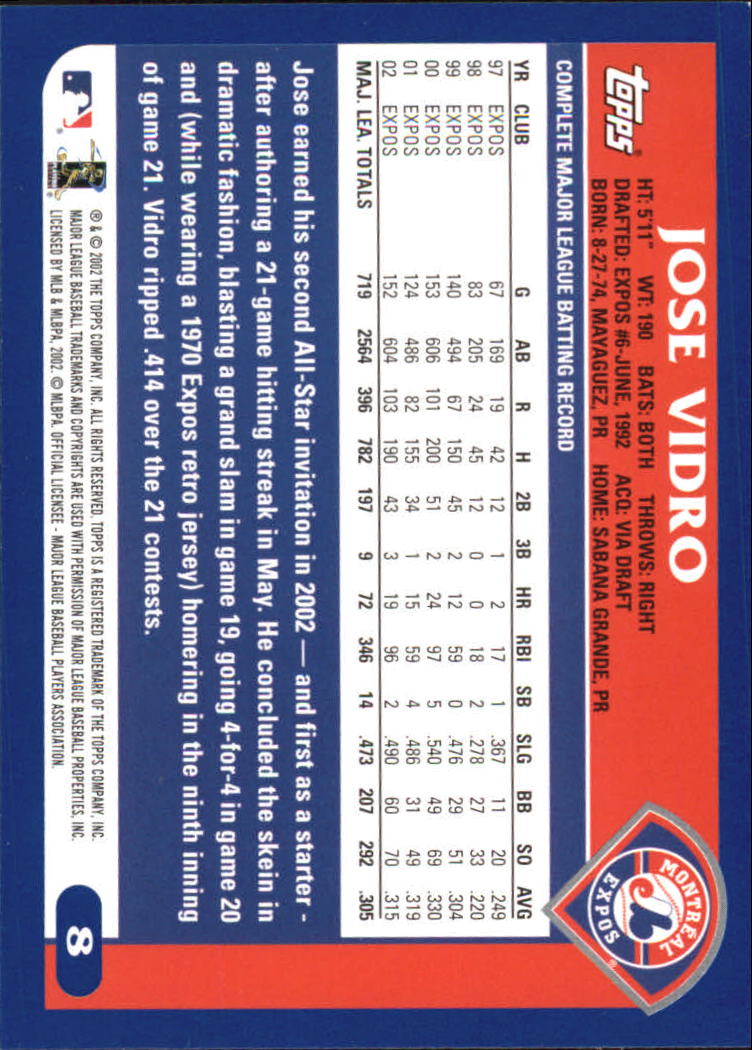 JOSE VIDRO
topps®
HT: 5'11" WT: 190 BATS: BOTH THROWS: RIGHT
DRAFTED: EXPOS #6-JUNE, 1992 ACQ: VIA DRAFT
BORN: 8-27-74, MAYAGUEZ, PR HOME: SABANA GRANDE, PR
MONTRÉAL
EXPOS®
COMPLETE MAJOR LEAGUE BATTING RECORD
YR CLUB G AB R H 2B 3B HR RBI SB SLG BB SO AVG
97 EXPOS 67 169 19 42 12 1 2 17 1 .367 11 20 .249
98 EXPOS 83 205 24 45 12 0 0 18 2 .278 27 33 .220
99 EXPOS 140 494 67 150 45 2 12 59 0 .476 29 51 .304
00 EXPOS 153 606 101 200 51 2 24 97 5 .540 49 69 .330
01 EXPOS 124 486 82 155 34 1 15 59 4 .486 31 49 .319
02 EXPOS 152 604 103 190 43 3 19 96 2 .490 60 70 .315
MAJ. LEA. TOTALS 719 2564 396 782 197 9 72 346 14 .473 207 292 .305
Jose earned his second All-Star invitation in 2002 — and first as a starter -
after authoring a 21-game hitting streak in May. He concluded the skein in
dramatic fashion, blasting a grand slam in game 19, going 4-for-4 in game 20
and (while wearing a 1970 Expos retro jersey) homering in the ninth inning
of game 21. Vidro ripped .414 over the 21 contests.
® & © 2002 THE TOPPS COMPANY, INC. ALL RIGHTS RESERVED. TOPPS IS A REGISTERED TRADEMARK OF THE TOPPS COMPANY, INC.
MAJOR LEAGUE BASEBALL TRADEMARKS AND COPYRIGHTS ARE USED WITH PERMISSION OF MAJOR LEAGUE BASEBALL PROPERTIES, INC.
LICENSED BY MLB & MLBPA, 2002. © MLBPA. OFFICIAL LICENSEE - MAJOR LEAGUE BASEBALL PLAYERS ASSOCIATION.
8